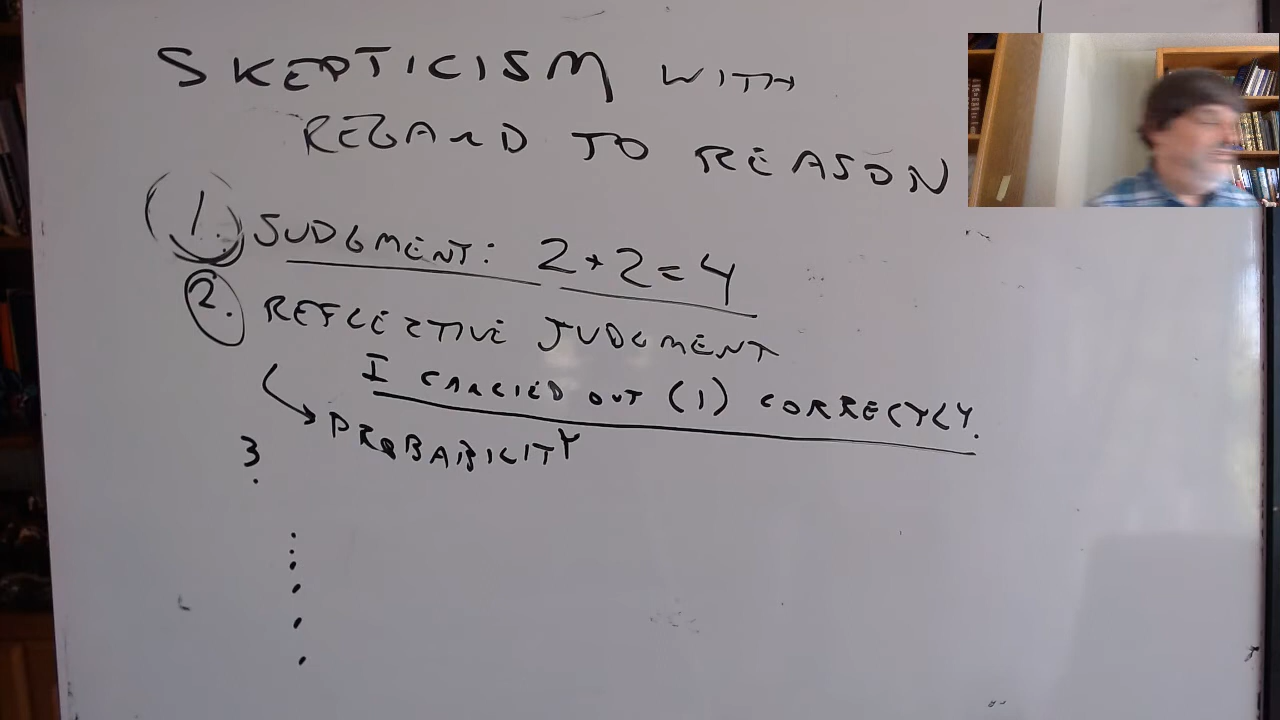 SKEPTICISM WITH
REGARD TO REASON
(1.) JUDGMENT: 2+2=4
2. REFLECTIVE JUDGMENT
I CARRIED OUT (1) CORRECTLY.
PROBABILITY
3.